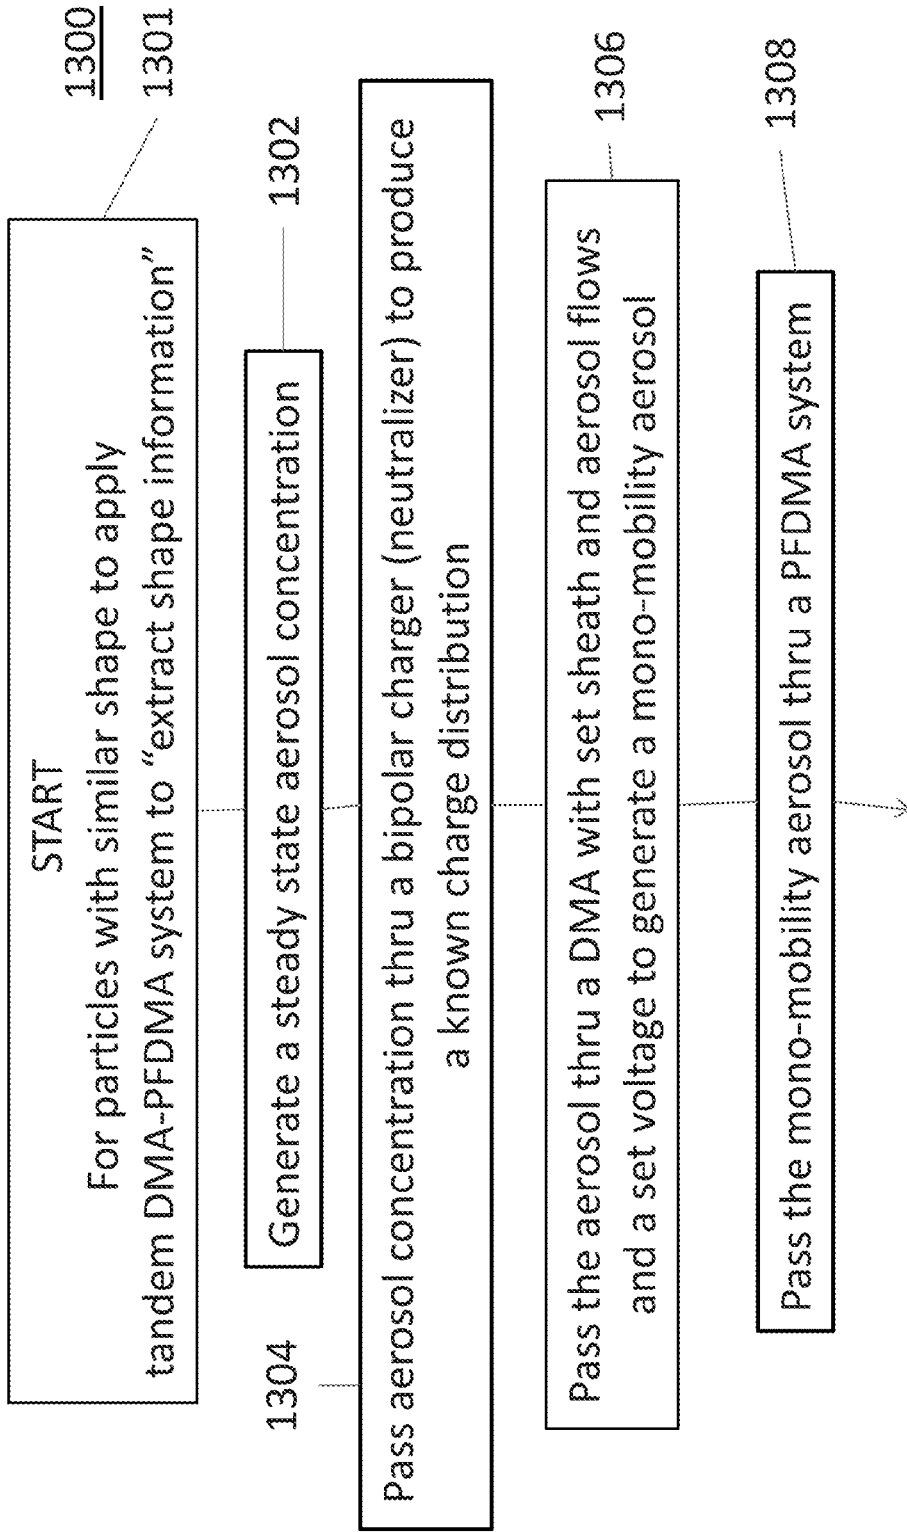 1300
1301
START
For particles with similar shape to apply
tandem DMA-PFDMA system to “extract shape information”
1302
Generate a steady state aerosol concentration
1304
Pass aerosol concentration thru a bipolar charger (neutralizer) to produce
a known charge distribution
1306
Pass the aerosol thru a DMA with set sheath and aerosol flows
and a set voltage to generate a mono-mobility aerosol
1308
Pass the mono-mobility aerosol thru a PFDMA system